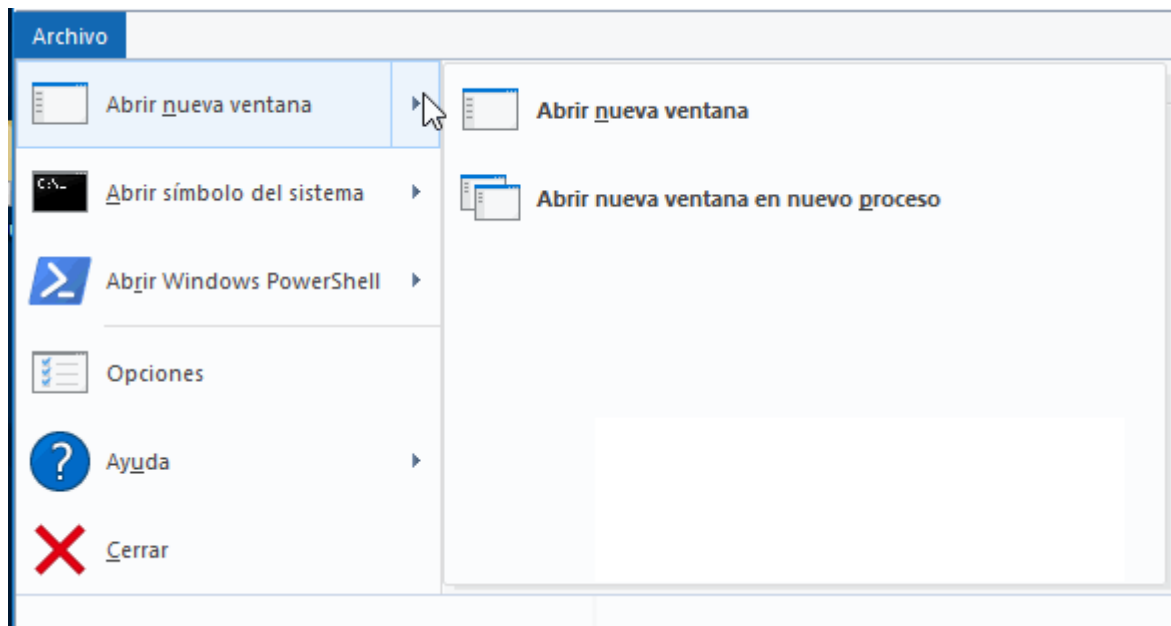 Archivo
Abrir nueva ventana
Abrir símbolo del sistema
Abrir Windows PowerShell
Opciones
Ayuda
Cerrar
Abrir nueva ventana
Abrir nueva ventana en nuevo proceso
C:\_